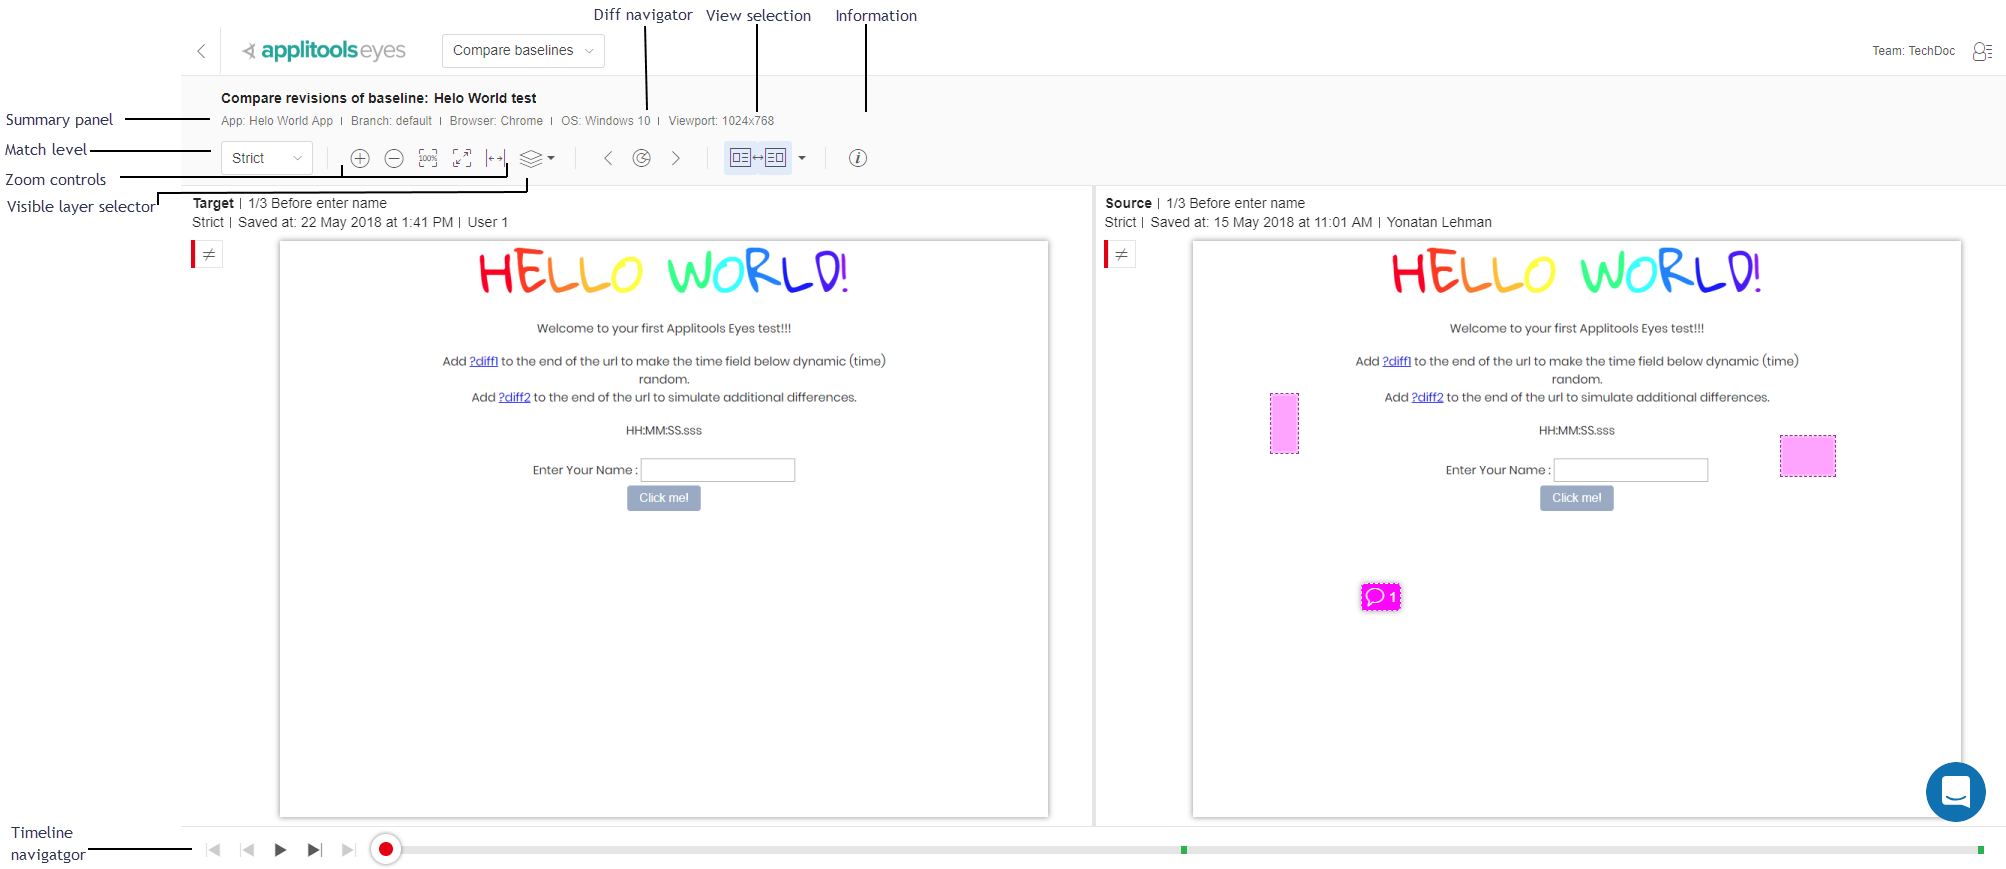 Diff navigator View selection Information
applitools eyes Compare baselines Team: TechDoc
Compare revisions of baseline: Helo World test
Summary panel App: Helo World App | Branch: default | Browser: Chrome | OS: Windows 10 | Viewport: 1024x768
Match level Strict 100%
Zoom controls
Visible layer selector
Target | 1/3 Before enter name
Strict | Saved at: 22 May 2018 at 1:41 PM | User 1
≠
HELLO WORLD!
Welcome to your first Applitools Eyes test!!!
Add ?diff1 to the end of the url to make the time field below dynamic (time)
random.
Add ?diff2 to the end of the url to simulate additional differences.
HH:MM:SS.sss
Enter Your Name :
Click me!
Source | 1/3 Before enter name
Strict | Saved at: 15 May 2018 at 11:01 AM | Yonatan Lehman
≠
HELLO WORLD!
Welcome to your first Applitools Eyes test!!!
Add ?diff1 to the end of the url to make the time field below dynamic (time)
random.
Add ?diff2 to the end of the url to simulate additional differences.
HH:MM:SS.sss
Enter Your Name :
Click me!
1
Timeline
navigatgor